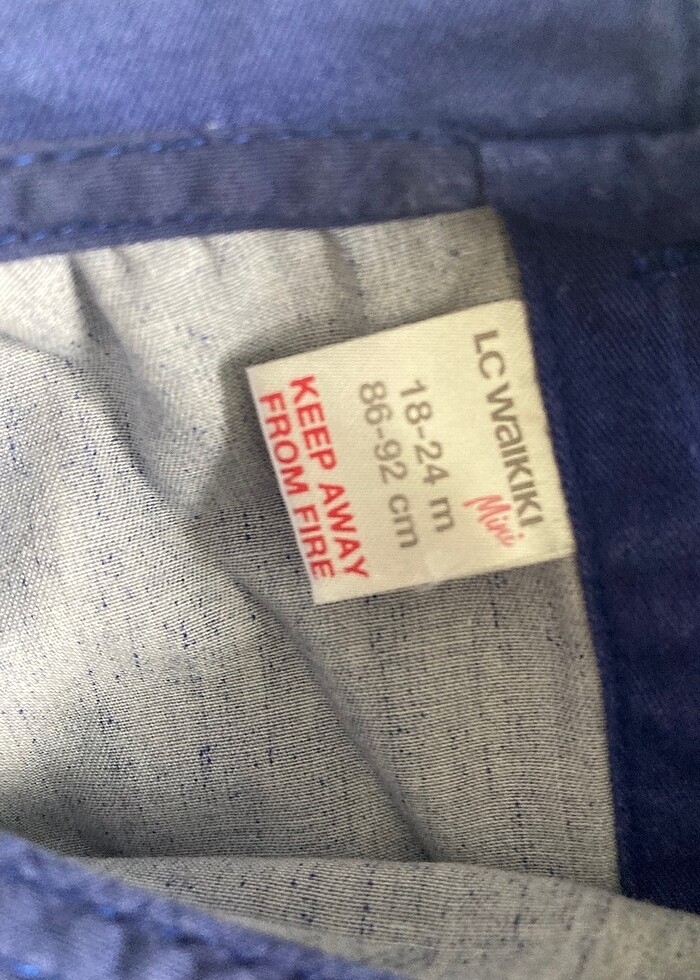 LC WAIKIKI
Mini
18-24 m
86-92 cm
KEEP AWAY
FROM FIRE